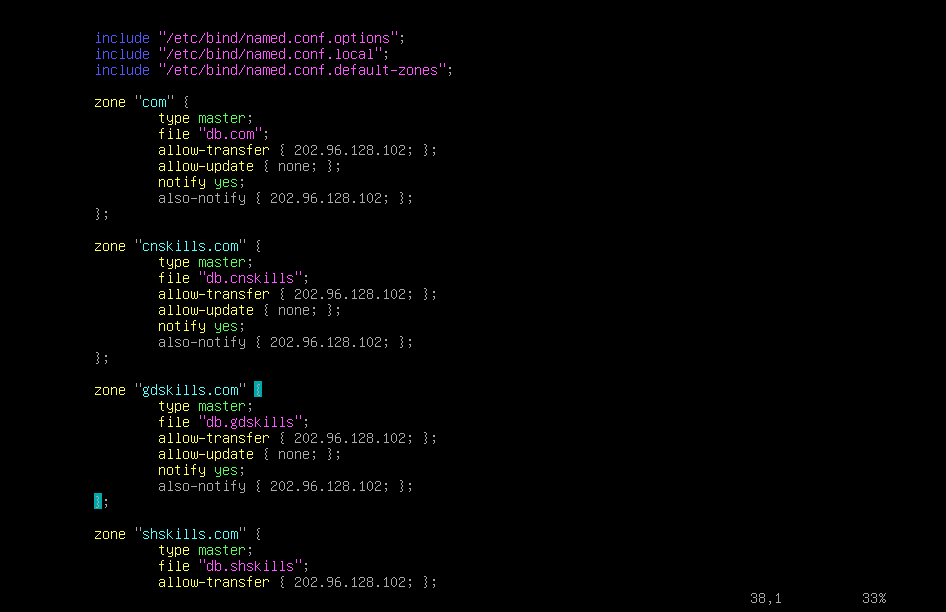 include "/etc/bind/named.conf.options";
include "/etc/bind/named.conf.local";
include "/etc/bind/named.conf.default-zones";
zone "com" {
type master;
file "db.com";
allow-transfer { 202.96.128.102; };
allow-update { none; };
notify yes;
also-notify { 202.96.128.102; };
};
zone "cnskills.com" {
type master;
file "db.cnskills";
allow-transfer { 202.96.128.102; };
allow-update { none; };
notify yes;
also-notify { 202.96.128.102; };
};
zone "gdskills.com" {
type master;
file "db.gdskills";
allow-transfer { 202.96.128.102; };
allow-update { none; };
notify yes;
also-notify { 202.96.128.102; };
};
zone "shskills.com" {
type master;
file "db.shskills";
allow-transfer { 202.96.128.102; };
38,1 33%